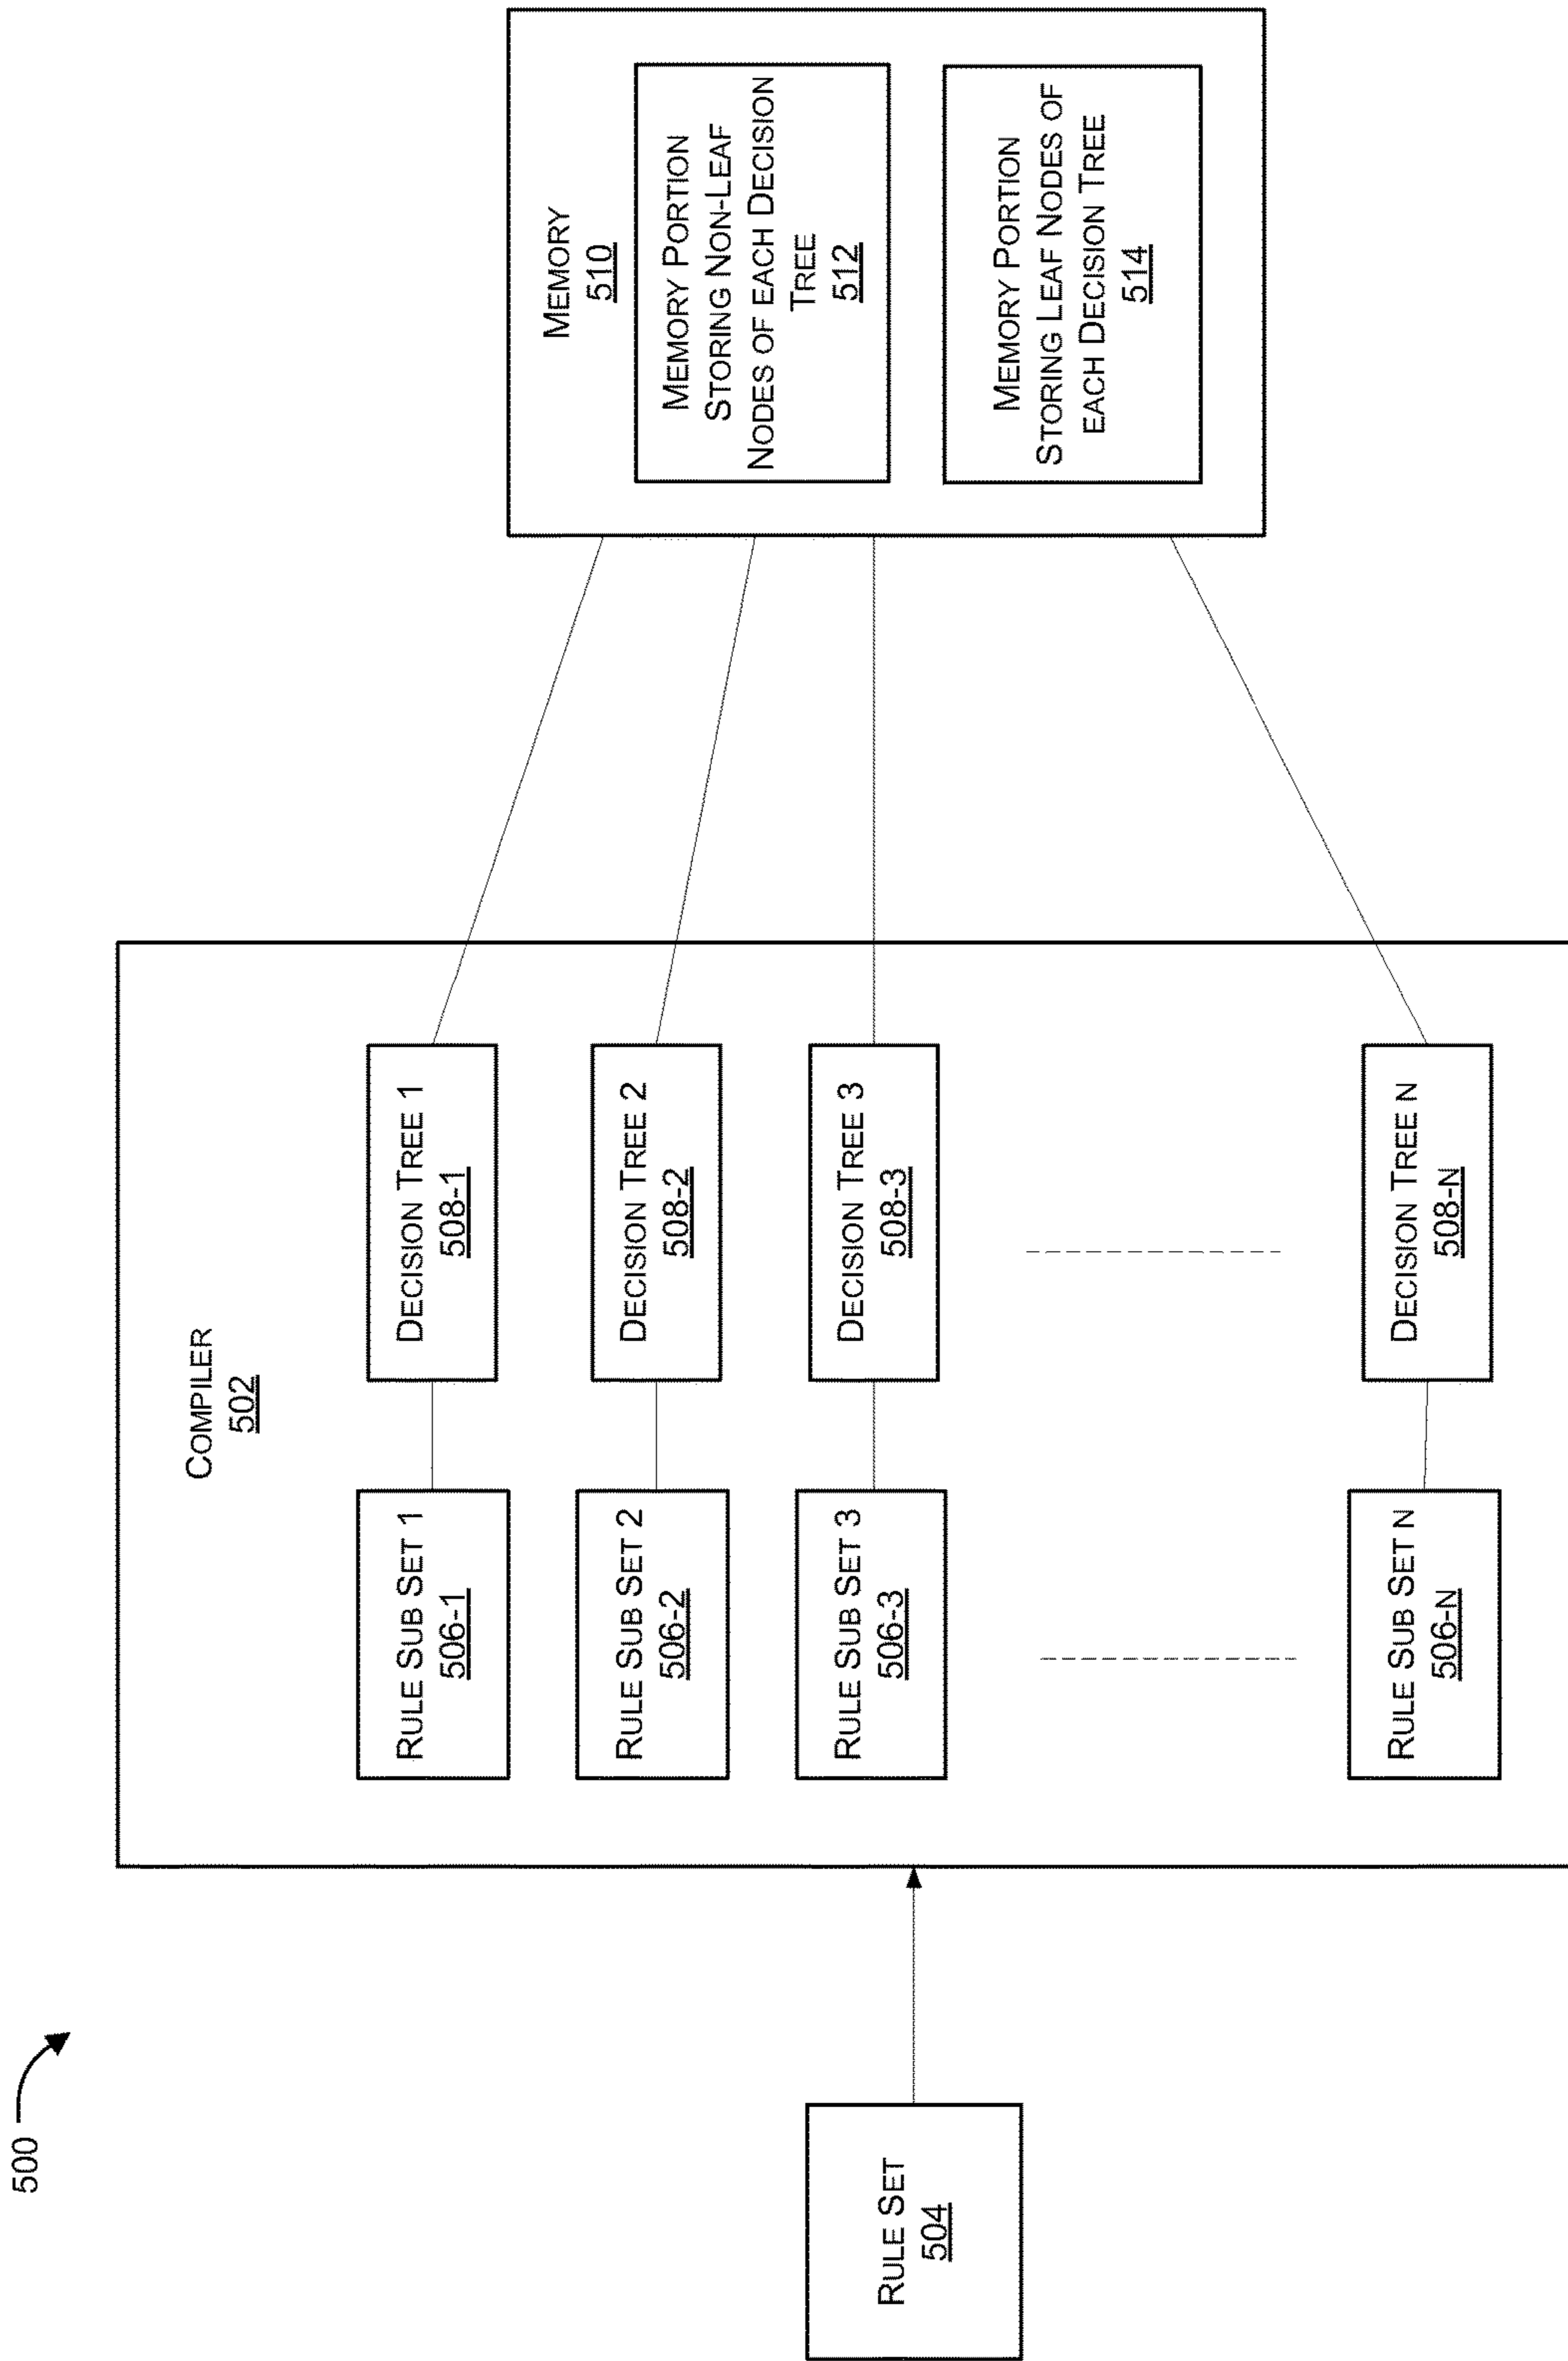 500
RULE SET
504
COMPILER
502
RULE SUB SET 1
506-1
DECISION TREE 1
508-1
RULE SUB SET 2
506-2
DECISION TREE 2
508-2
RULE SUB SET 3
506-3
DECISION TREE 3
508-3
RULE SUB SET N
506-N
DECISION TREE N
508-N
MEMORY
510
MEMORY PORTION
STORING NON-LEAF
NODES OF EACH DECISION
TREE
512
MEMORY PORTION
STORING LEAF NODES OF
EACH DECISION TREE
514